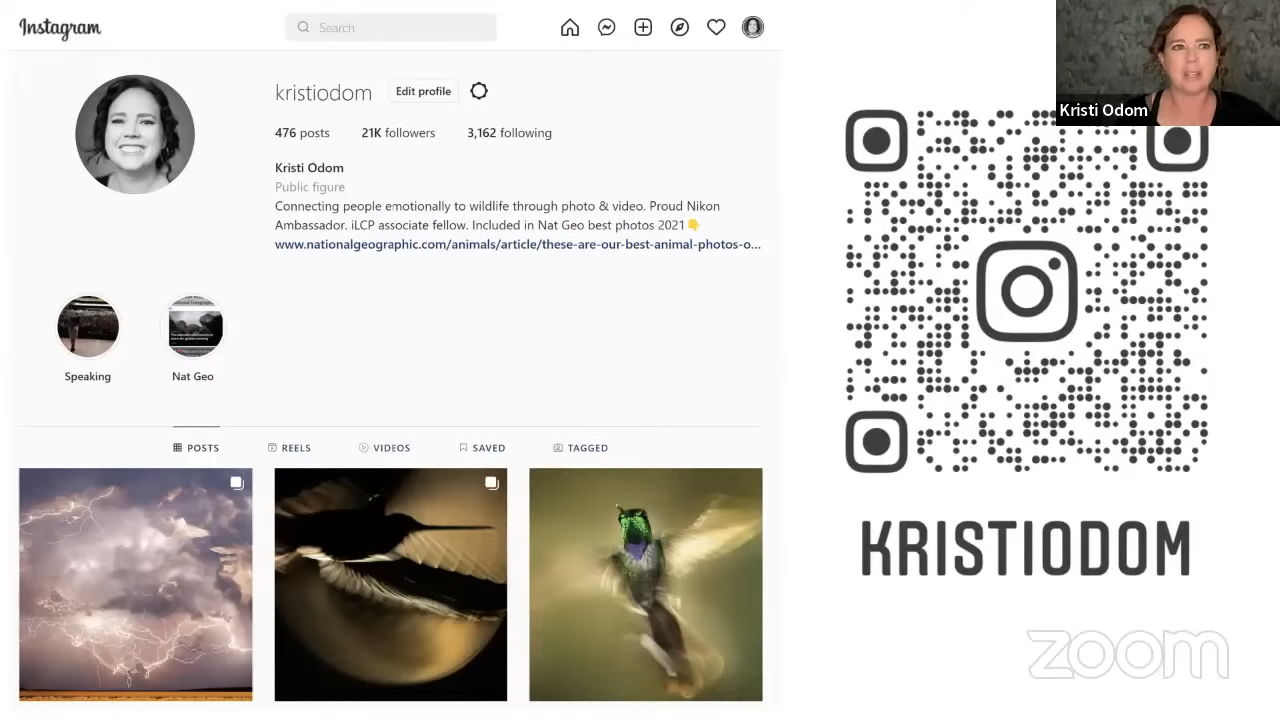 Instagram
Search
kristiodom
Edit profile
476 posts
21K followers
3,162 following
Kristi Odom
Public figure
Connecting people emotionally to wildlife through photo & video. Proud Nikon
Ambassador. iLCP associate fellow. Included in Nat Geo best photos 2021👇
www.nationalgeographic.com/animals/article/these-are-our-best-animal-photos-o...
Speaking
Nat Geo
POSTS
REELS
VIDEOS
SAVED
TAGGED
Kristi Odom
KRISTIODOM
zoom